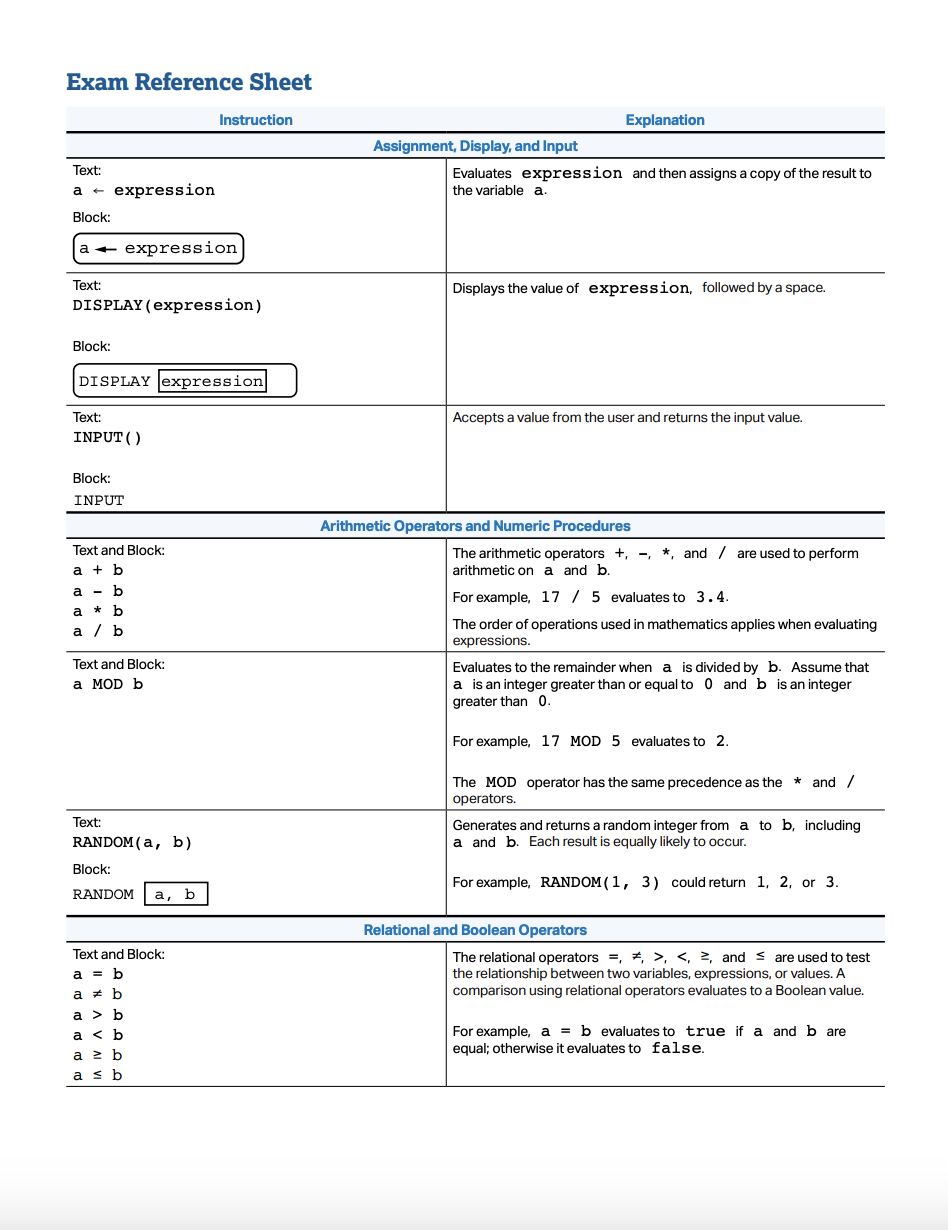 Exam Reference Sheet
Instruction
Explanation
Assignment, Display, and Input
Text:
a ← expression
Block:
a ← expression
Evaluates expression and then assigns a copy of the result to
the variable a.
Text:
DISPLAY(expression)
Block:
DISPLAY expression
Displays the value of expression, followed by a space.
Text:
INPUT()
Block:
INPUT
Accepts a value from the user and returns the input value.
Arithmetic Operators and Numeric Procedures
Text and Block:
a + b
a - b
a * b
a / b
The arithmetic operators +, -, *, and / are used to perform
arithmetic on a and b.
For example, 17 / 5 evaluates to 3.4.
The order of operations used in mathematics applies when evaluating
expressions.
Text and Block:
a MOD b
Evaluates to the remainder when a is divided by b. Assume that
a is an integer greater than or equal to 0 and b is an integer
greater than 0.
For example, 17 MOD 5 evaluates to 2.
The MOD operator has the same precedence as the * and /
operators.
Text:
RANDOM(a, b)
Block:
RANDOM a, b
Generates and returns a random integer from a to b, including
a and b. Each result is equally likely to occur.
For example, RANDOM(1, 3) could return 1, 2, or 3.
Relational and Boolean Operators
Text and Block:
a = b
a ≠ b
a > b
a < b
a ≥ b
a ≤ b
The relational operators =, ≠, >, <, ≥, and ≤ are used to test
the relationship between two variables, expressions, or values. A
comparison using relational operators evaluates to a Boolean value.
For example, a = b evaluates to true if a and b are
equal; otherwise it evaluates to false.